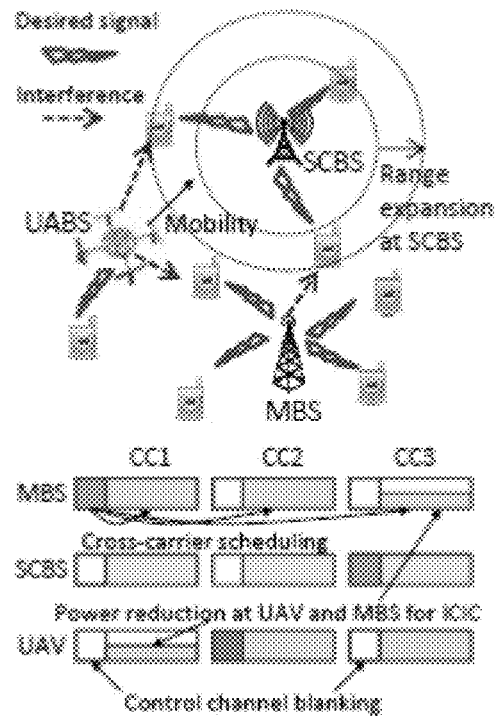 Desired signal
Interference
SCBS
Range
expansion
at SCBS
UABS
Mobility
MBS
CC1 CC2 CC3
MBS
Cross-carrier scheduling
SCBS
Power reduction at UAV and MBS for ICIC
UAV
Control channel blanking